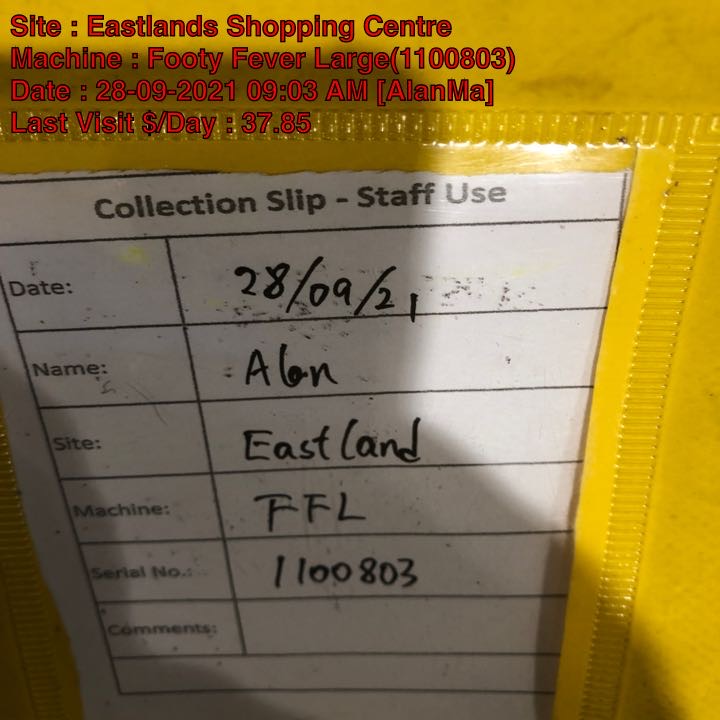 Site : Eastlands Shopping Centre
Machine : Footy Fever Large(1100803)
Date : 28-09-2021 09:03 AM [AlanMa]
Last Visit $/Day : 37.85
Collection Slip - Staff Use
Date: 28/09/21
Name: Alan
Site: Eastland
Machine: FFL
Serial No.: 1100803
Comments: